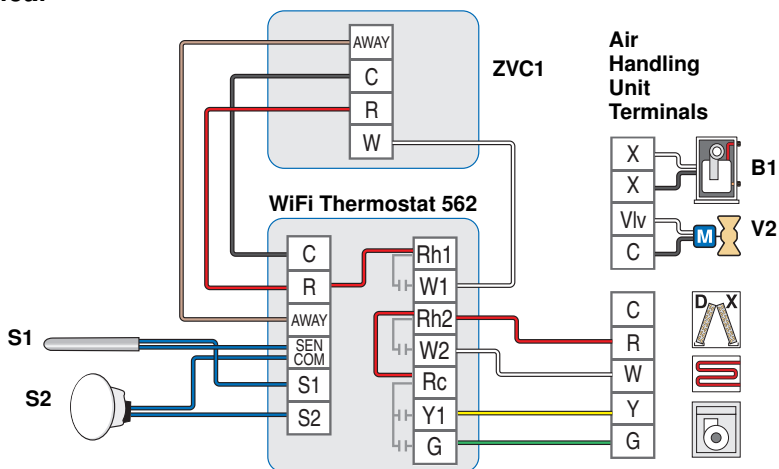 AWAY
C
R
W
ZVC1
Air
Handling
Unit
Terminals
X
X
Vlv
C
B1
M
V2
WiFi Thermostat 562
C
R
AWAY
SEN
COM
S1
S2
Rh1
W1
Rh2
W2
Rc
Y1
G
S1
S2
C
R
W
Y
G
D X